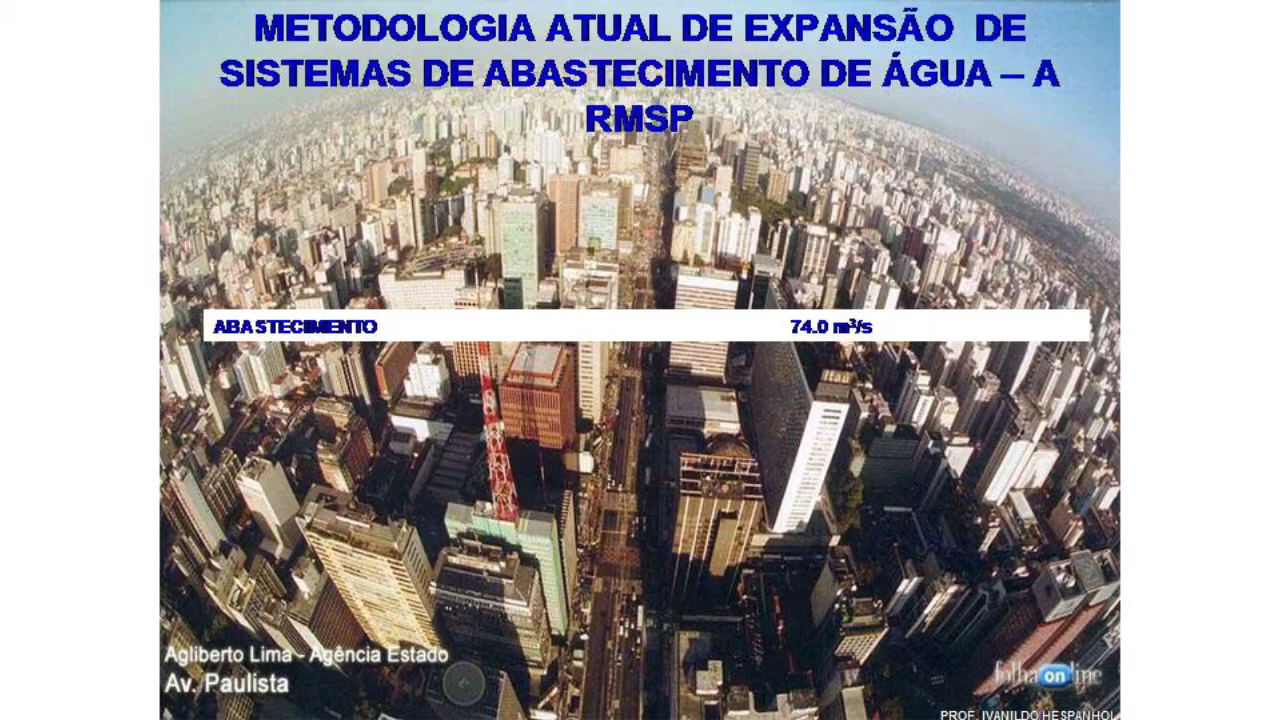 METODOLOGIA ATUAL DE EXPANSÃO DE
SISTEMAS DE ABASTECIMENTO DE ÁGUA – A
RMSP
ABASTECIMENTO 74.0 m³/s
Agliberto Lima - Agência Estado
Av. Paulista
folha online
PROF. IVANILDO HESPANHOL